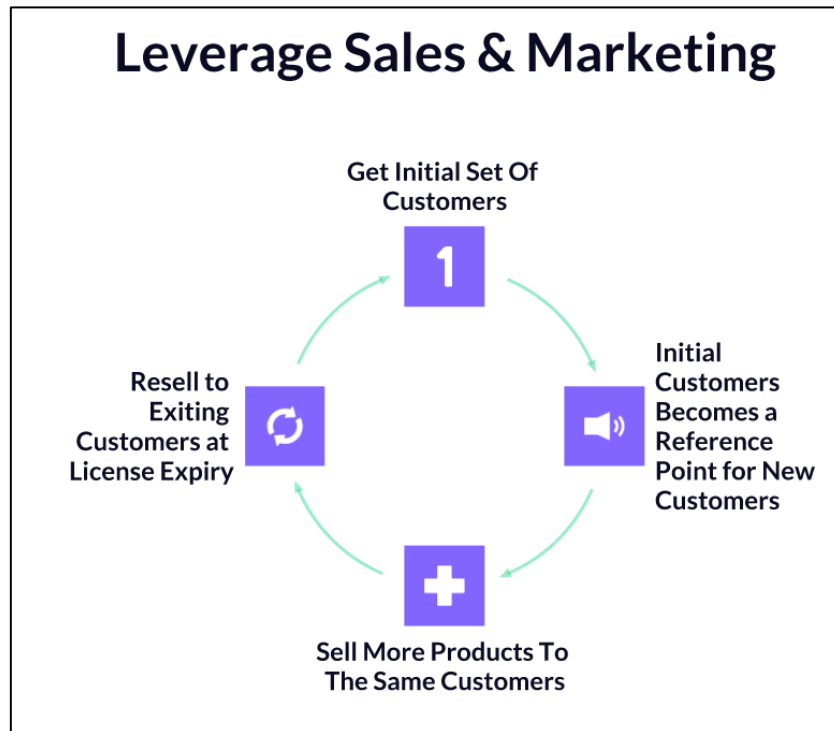 Leverage Sales & Marketing
Get Initial Set Of
Customers
1
Initial
Customers
Becomes a
Reference
Point for New
Customers
Sell More Products To
The Same Customers
Resell to
Exiting
Customers at
License Expiry